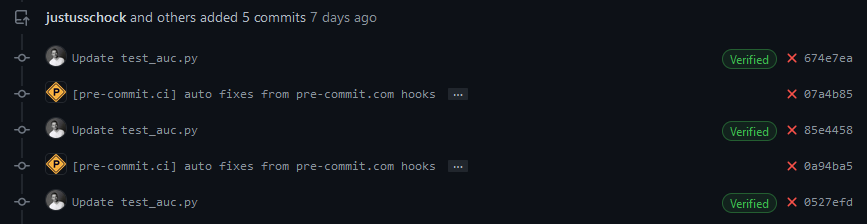 justusschock and others added 5 commits 7 days ago
Update test_auc.py Verified 674e7ea
[pre-commit.ci] auto fixes from pre-commit.com hooks ... 07a4b85
Update test_auc.py Verified 85e4458
[pre-commit.ci] auto fixes from pre-commit.com hooks ... 0a94ba5
Update test_auc.py Verified 0527efd